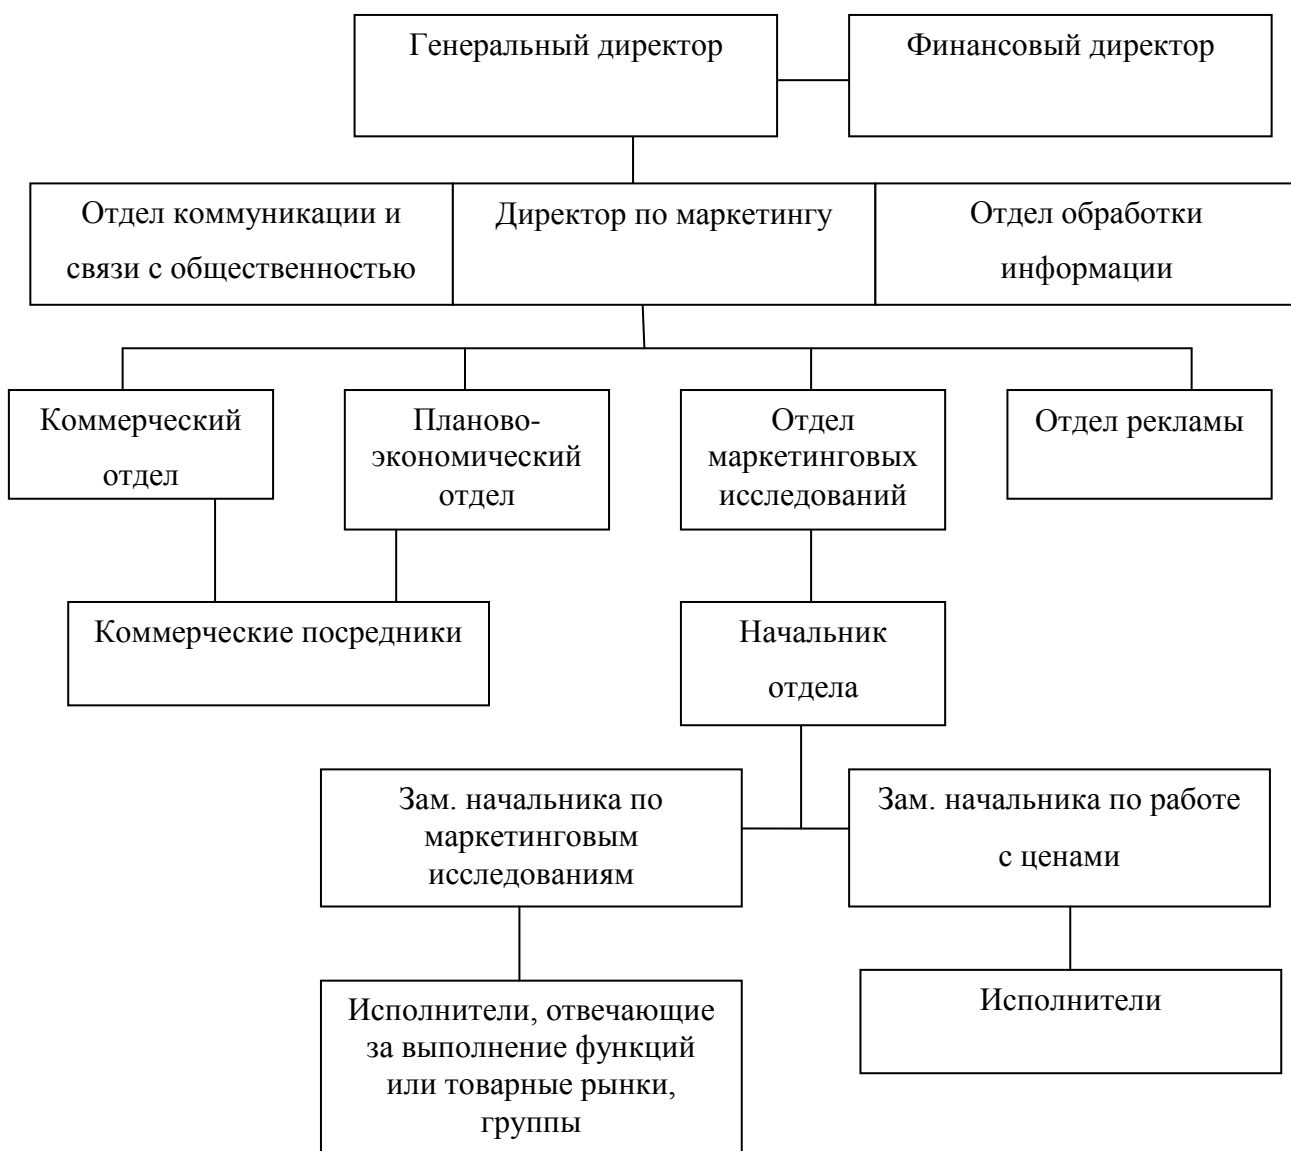 Генеральный директор
Финансовый директор
Отдел коммуникации и
связи с общественностью
Директор по маркетингу
Отдел обработки
информации
Коммерческий
отдел
Планово-
экономический
отдел
Отдел
маркетинговых
исследований
Отдел рекламы
Коммерческие посредники
Начальник
отдела
Зам. начальника по
маркетинговым
исследованиям
Зам. начальника по работе
с ценами
Исполнители, отвечающие
за выполнение функций
или товарные рынки,
группы
Исполнители